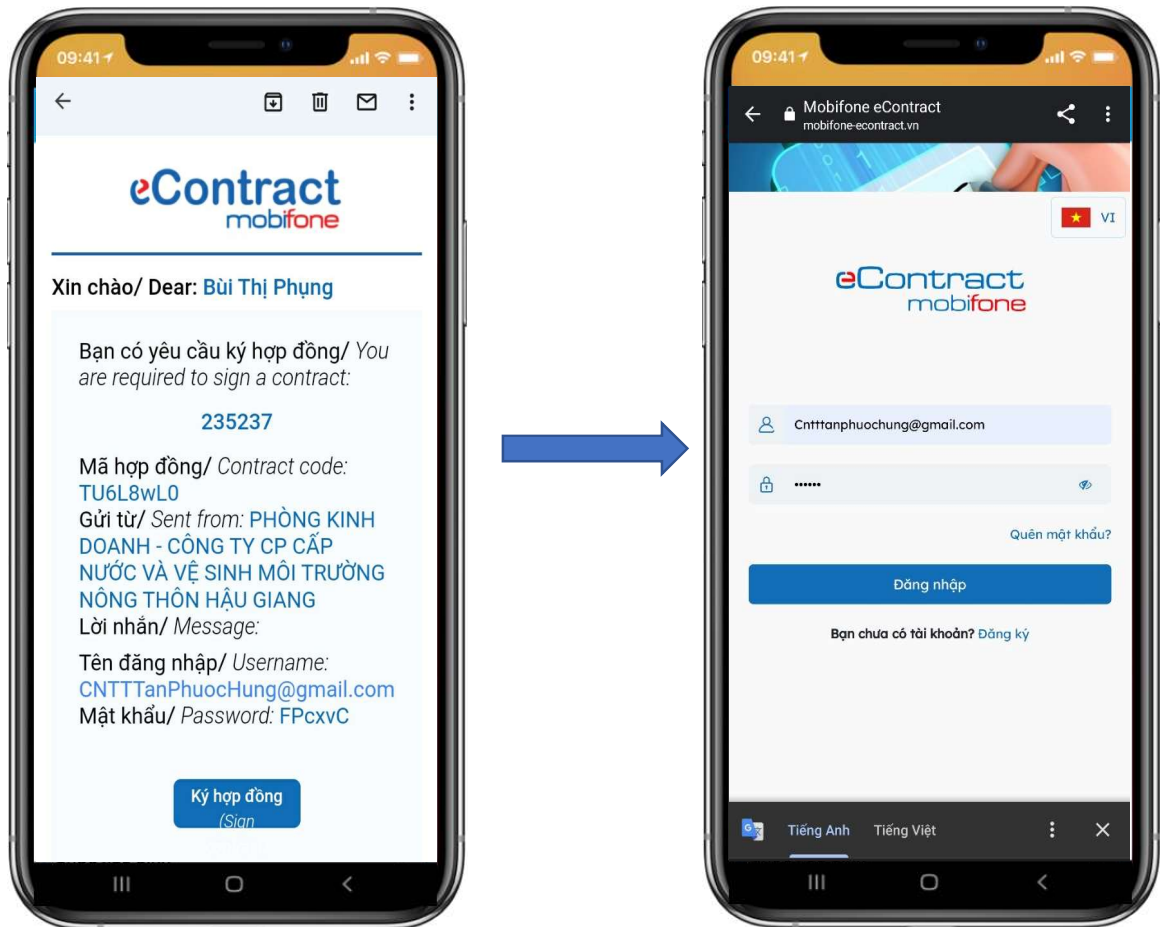 09:41
eContract
mobifone
Xin chào/ Dear: Bùi Thị Phụng
Bạn có yêu cầu ký hợp đồng/ You
are required to sign a contract:
235237
Mã hợp đồng/ Contract code:
TU6L8wL0
Gửi từ/ Sent from: PHÒNG KINH
DOANH - CÔNG TY CP CẤP
NƯỚC VÀ VỆ SINH MÔI TRƯỜNG
NÔNG THÔN HẬU GIANG
Lời nhắn/ Message:
Tên đăng nhập/ Username:
CNTTTanPhuocHung@gmail.com
Mật khẩu/ Password: FPcxvC
Ký hợp đồng
(Sign
09:41
Mobifone eContract
mobifone-econtract.vn
VI
eContract
mobifone
Cntttanphuochung@gmail.com
••••••
Quên mật khẩu?
Đăng nhập
Bạn chưa có tài khoản? Đăng ký
Tiếng Anh Tiếng Việt